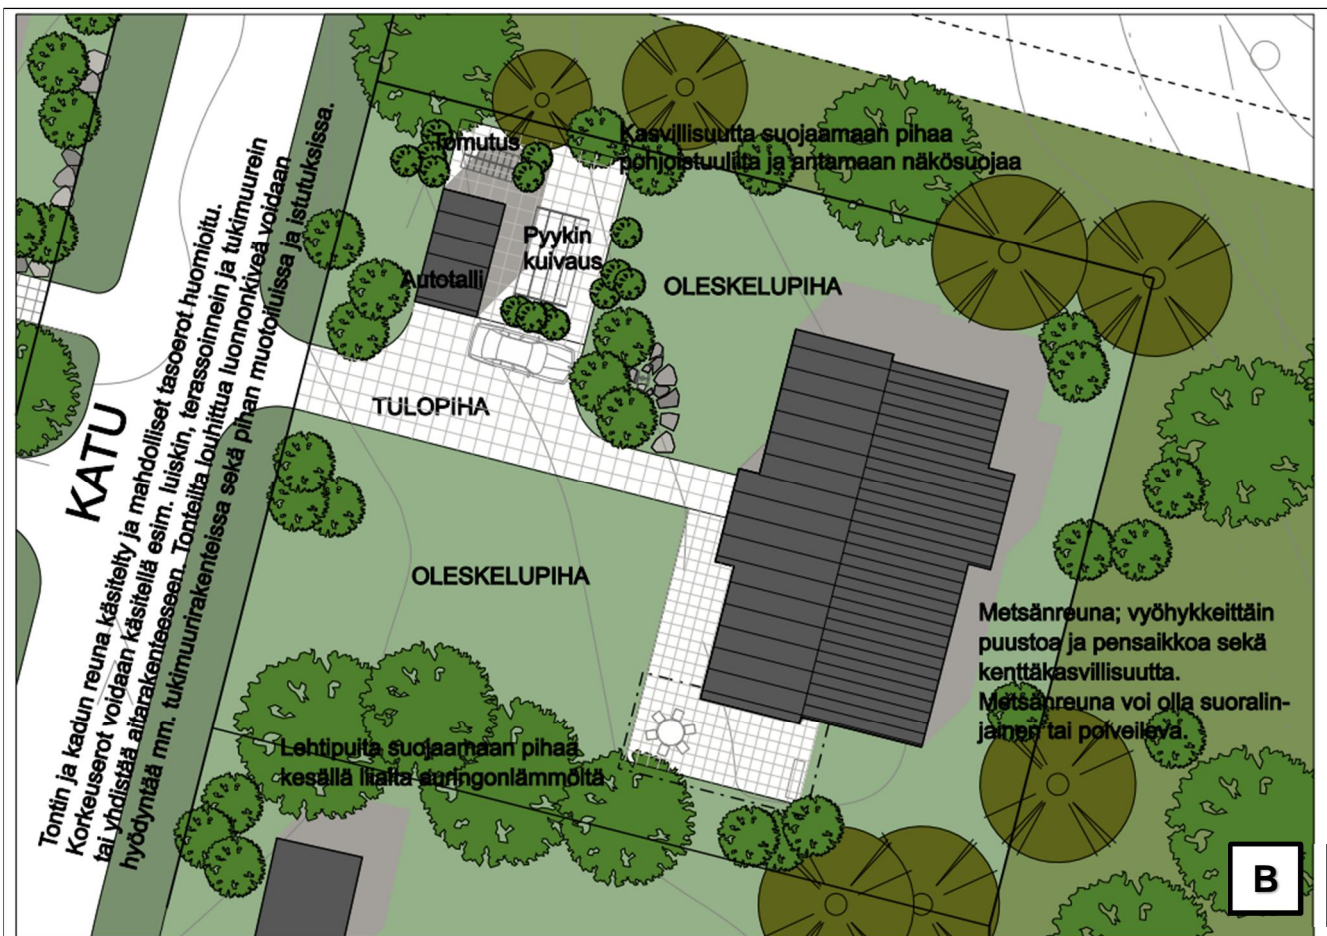 Tomutus
Kasvillisuutta suojaamaan pihaa
pohjoistuulilta ja antamaan näkösuojaa
Pyykin
kuivaus
Autotalli
OLESKELUPIHA
TULOPIHA
KATU
Tontin ja kadun reuna käsitelty ja mahdolliset tasoerot huomioitu.
Korkeuserot voidaan käsitellä esim. luiskin, terassoinnein ja tukimuurein
tai yhdistää aitarakenteeseen. Tonteilta louhittua luonnonkiveä voidaan
hyödyntää mm. tukimuurirakenteissa sekä pihan muotoiluissa ja istutuksissa.
OLESKELUPIHA
Metsänreuna; vyöhykkeittäin
puustoa ja pensaikkoa sekä
kenttäkasvillisuutta.
Metsänreuna voi olla suoralin-
jainen tai polveileva.
Lehtipuita suojaamaan pihaa
kesällä liialta auringonlämmöltä
B